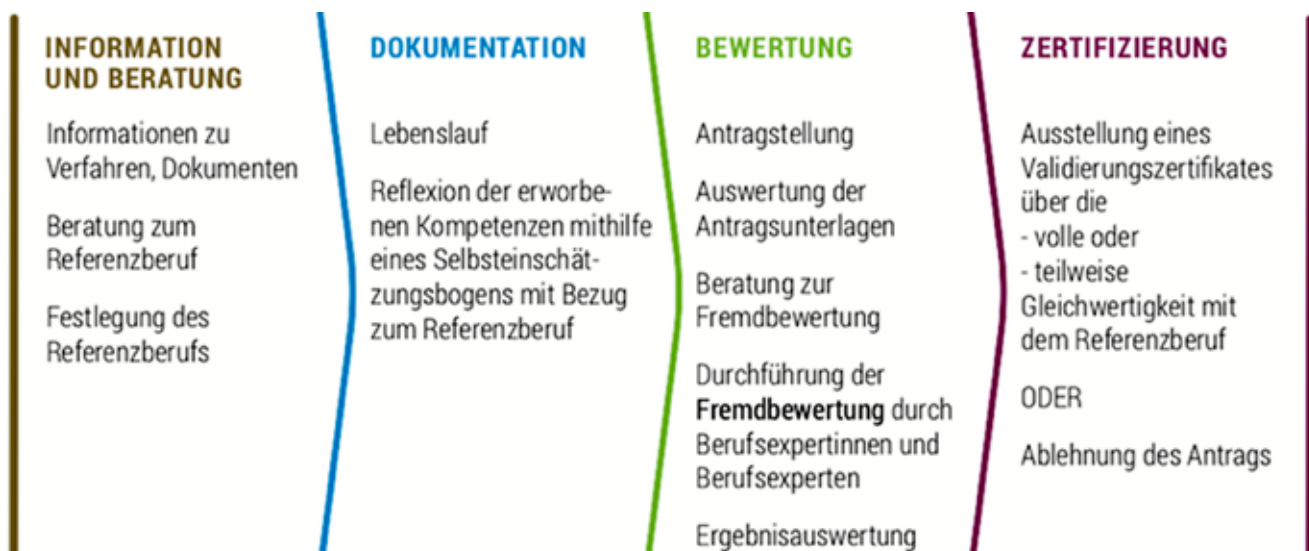 INFORMATION
UND BERATUNG
Informationen zu
Verfahren, Dokumenten
Beratung zum
Referenzberuf
Festlegung des
Referenzberufs
DOKUMENTATION
Lebenslauf
Reflexion der erworbe-
nen Kompetenzen mithilfe
eines Selbsteinschät-
zungsbogens mit Bezug
zum Referenzberuf
BEWERTUNG
Antragstellung
Auswertung der
Antragsunterlagen
Beratung zur
Fremdbewertung
Durchführung der
Fremdbewertung durch
Berufsexpertinnen und
Berufsexperten
Ergebnisauswertung
ZERTIFIZIERUNG
Ausstellung eines
Validierungszertifikates
über die
- volle oder
- teilweise
Gleichwertigkeit mit
dem Referenzberuf
ODER
Ablehnung des Antrags